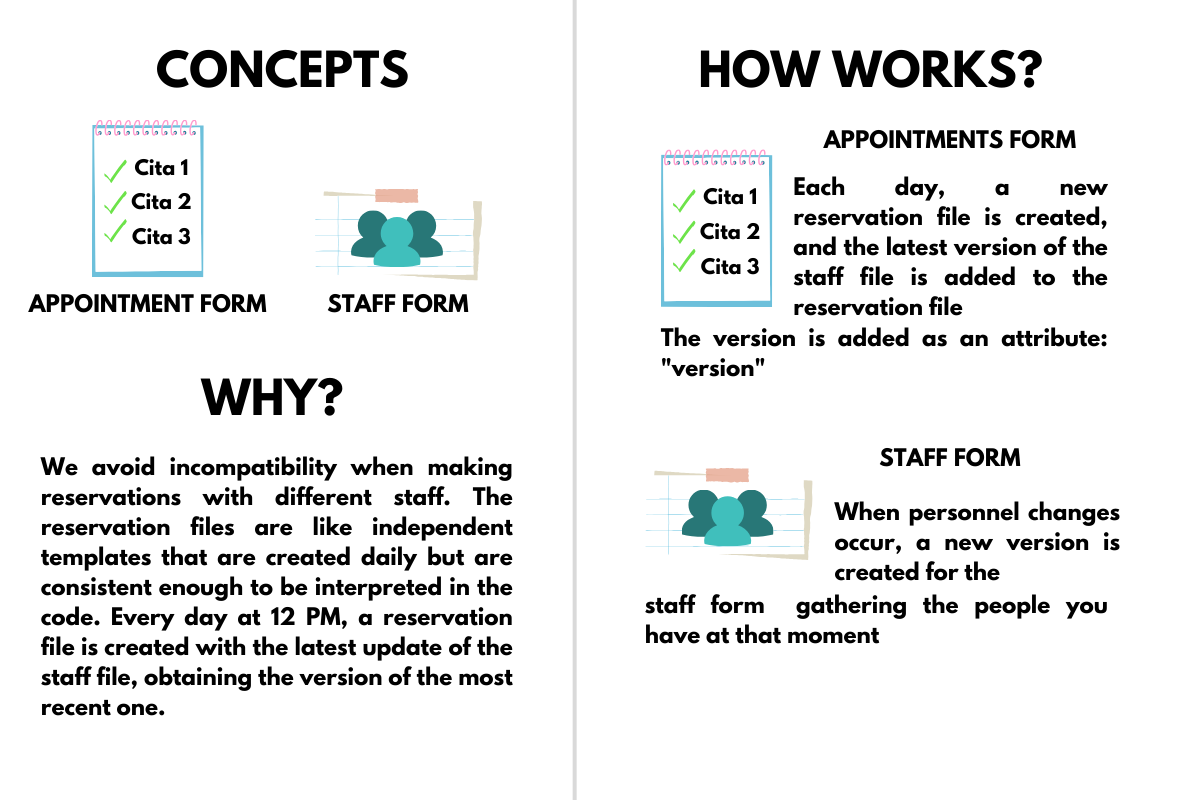 CONCEPTS
Cita 1
Cita 2
Cita 3
APPOINTMENT FORM
STAFF FORM
WHY?
We avoid incompatibility when making
reservations with different staff. The
reservation files are like independent
templates that are created daily but are
consistent enough to be interpreted in the
code. Every day at 12 PM, a reservation
file is created with the latest update of the
staff file, obtaining the version of the most
recent one.
HOW WORKS?
APPOINTMENTS FORM
Cita 1
Cita 2
Cita 3
Each day, a new
reservation file is created,
and the latest version of the
staff file is added to the
reservation file
The version is added as an attribute:
"version"
STAFF FORM
When personnel changes
occur, a new version is
created for the
staff form gathering the people you
have at that moment